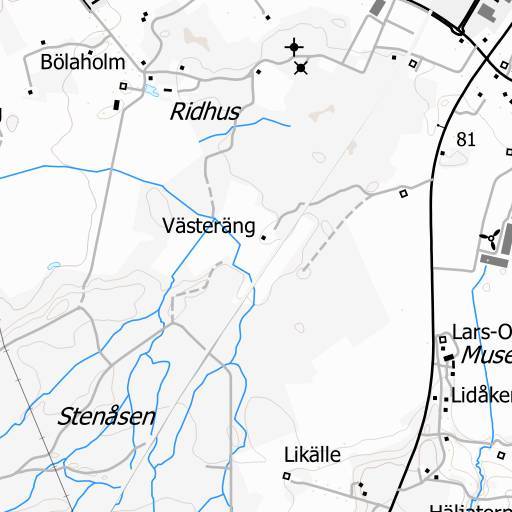 Bölaholm
Ridhus
81
Västeräng
Lars-O
Muse
Lidåker
Stenåsen
Likälle